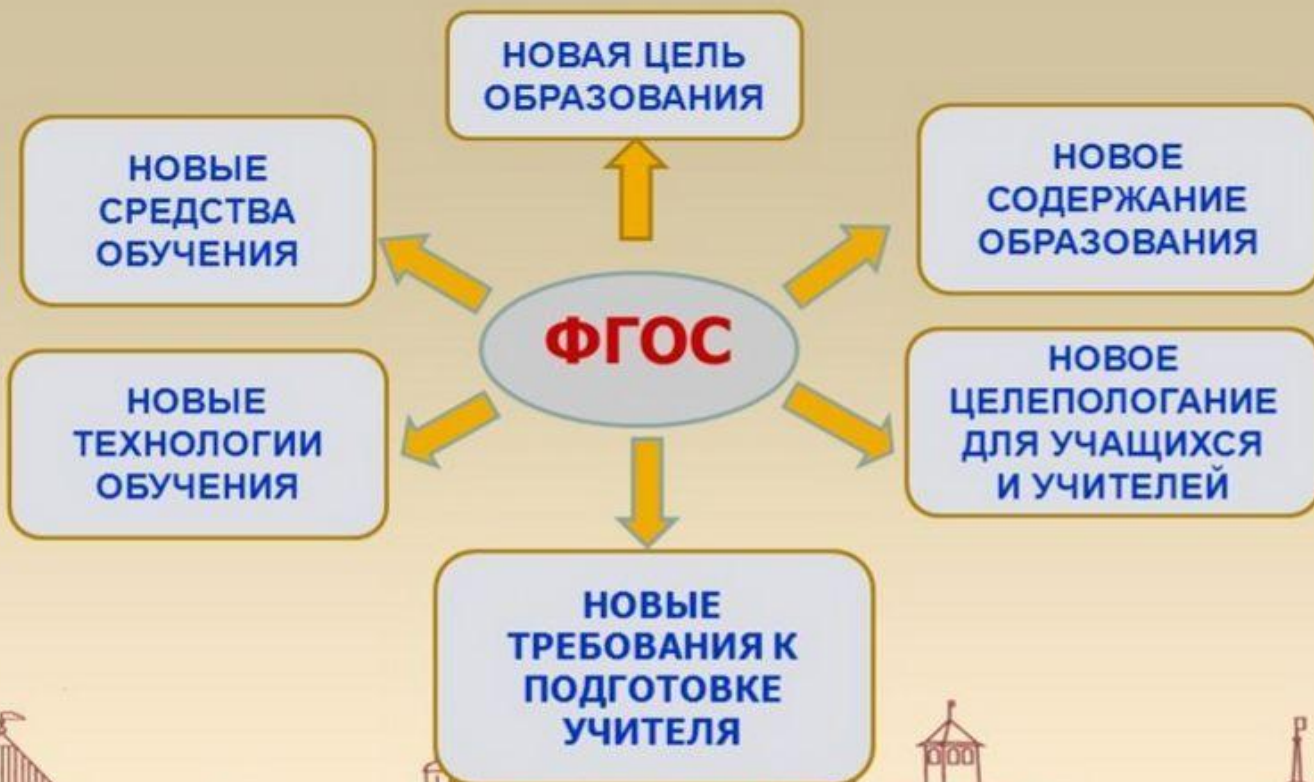 НОВАЯ ЦЕЛЬ
ОБРАЗОВАНИЯ
НОВЫЕ
СРЕДСТВА
ОБУЧЕНИЯ
НОВОЕ
СОДЕРЖАНИЕ
ОБРАЗОВАНИЯ
ФГОС
НОВЫЕ
ТЕХНОЛОГИИ
ОБУЧЕНИЯ
НОВОЕ
ЦЕЛЕПОЛОГАНИЕ
ДЛЯ УЧАЩИХСЯ
И УЧИТЕЛЕЙ
НОВЫЕ
ТРЕБОВАНИЯ К
ПОДГОТОВКЕ
УЧИТЕЛЯ